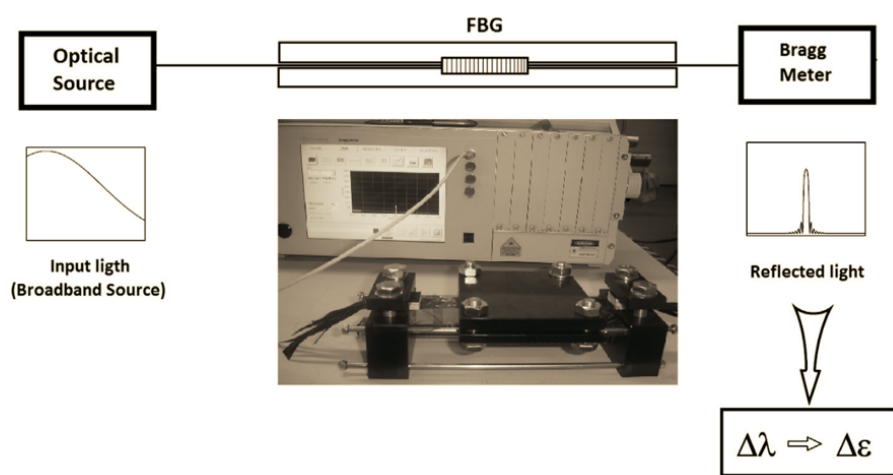 FBG
Optical
Source
Bragg
Meter
Input ligth
(Broadband Source)
Reflected light
Δλ ⇨ Δε